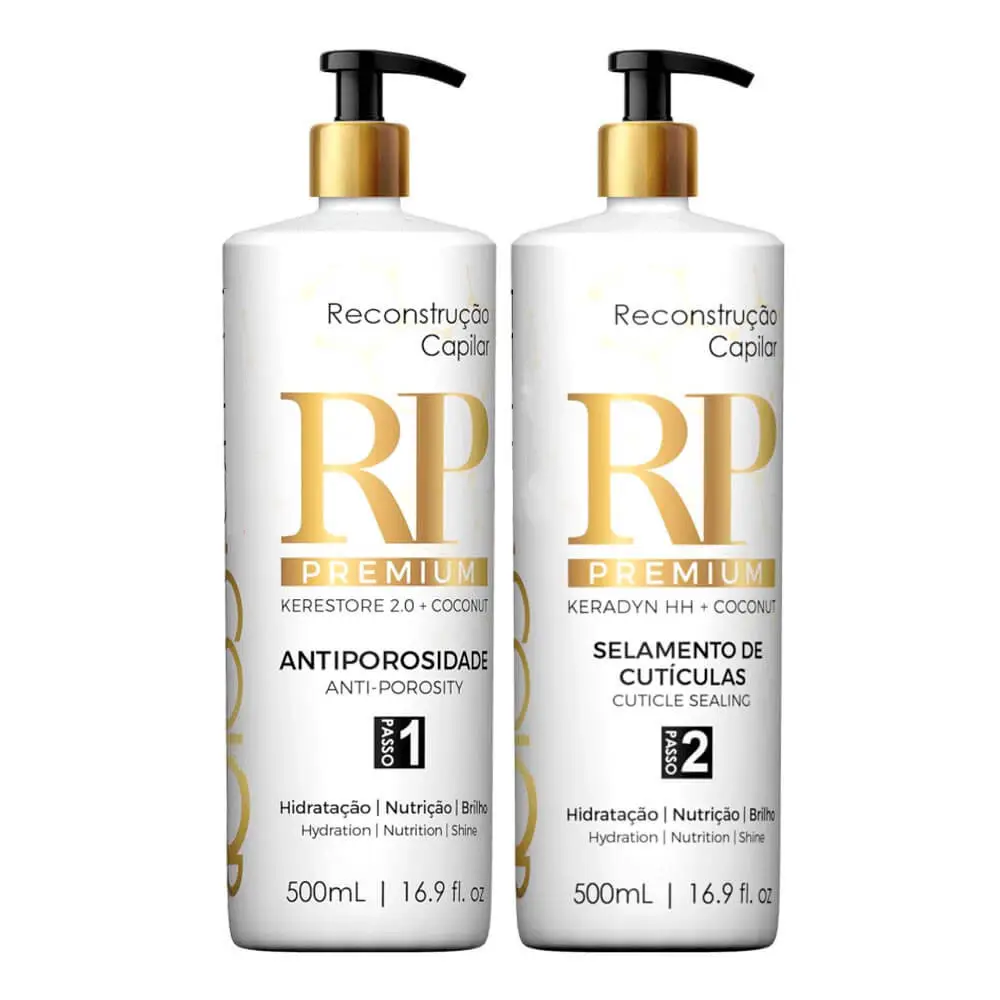 Reconstrução
Capilar
RP
PREMIUM
KERESTORE 2.0 + COCONUT
ANTIPOROSIDADE
ANTI-POROSITY
PASSO 1
Hidratação | Nutrição | Brilho
Hydration | Nutrition | Shine
500mL | 16.9 fl. oz
Reconstrução
Capilar
RP
PREMIUM
KERADYN HH + COCONUT
SELAMENTO DE
CUTÍCULAS
CUTICLE SEALING
PASSO 2
Hidratação | Nutrição | Brilho
Hydration | Nutrition | Shine
500mL | 16.9 fl. oz